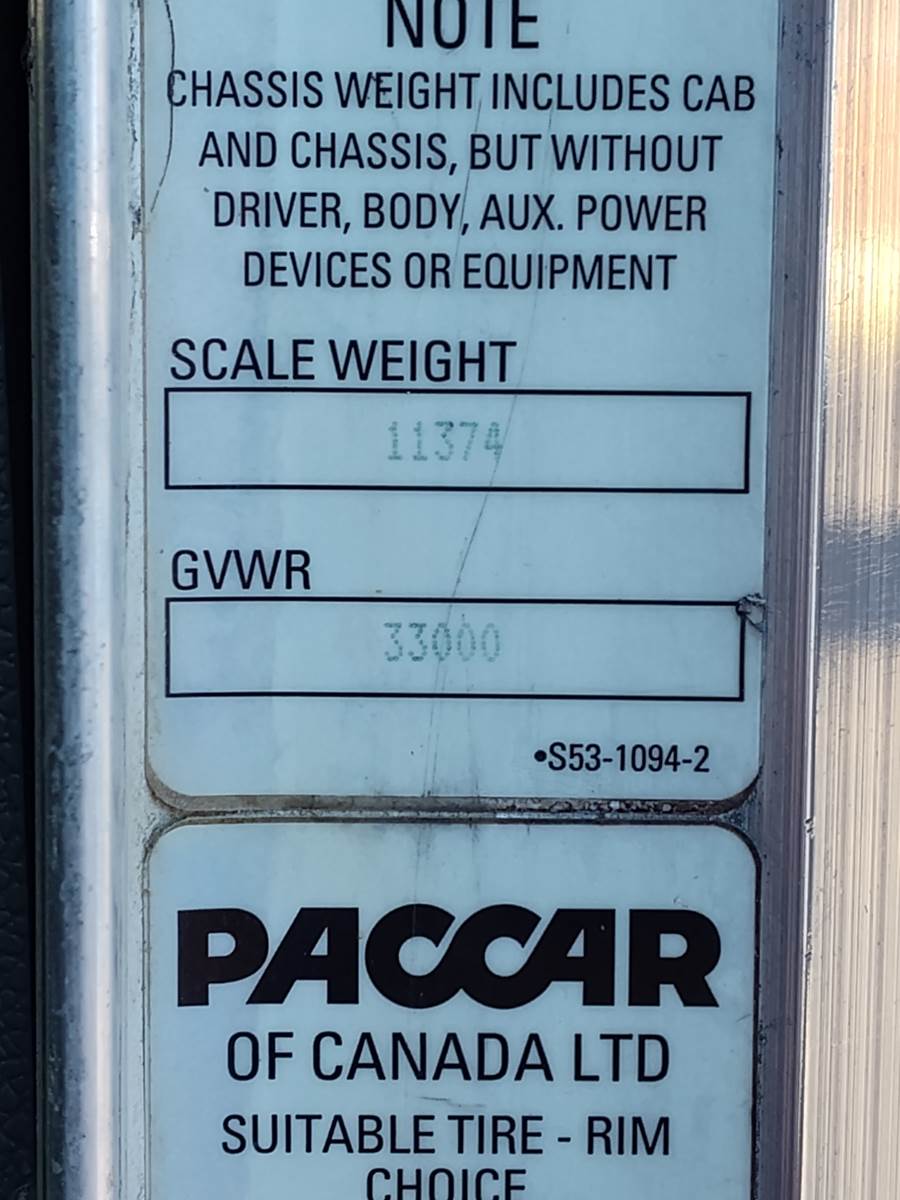 NOTE
CHASSIS WEIGHT INCLUDES CAB
AND CHASSIS, BUT WITHOUT
DRIVER, BODY, AUX. POWER
DEVICES OR EQUIPMENT
SCALE WEIGHT
11374
GVWR
33000
•S53-1094-2
PACCAR
OF CANADA LTD
SUITABLE TIRE - RIM
CHOICE